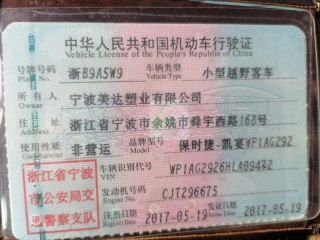 中华人民共和国机动车行驶证
Vehicle License of the People's Republic of China
号牌号码 浙B9A5W9 车辆类型 小型越野客车
Plate No. Vehicle Type
所有人 宁波美达塑业有限公司
Owner
住址 浙江省宁波市余姚市舜宇西路163号
Address
使用性质 非营运 品牌型号 保时捷-凯宴WP1AG292
Use Character Model
浙江省宁波 车辆识别代号 WP1AG2926HLA09422
VIN
市公安局交 发动机号码 CJT296675
Engine No.
通警察支队 注册日期 2017-05-19 发证日期 2017-05-19
Register Date Issue Date